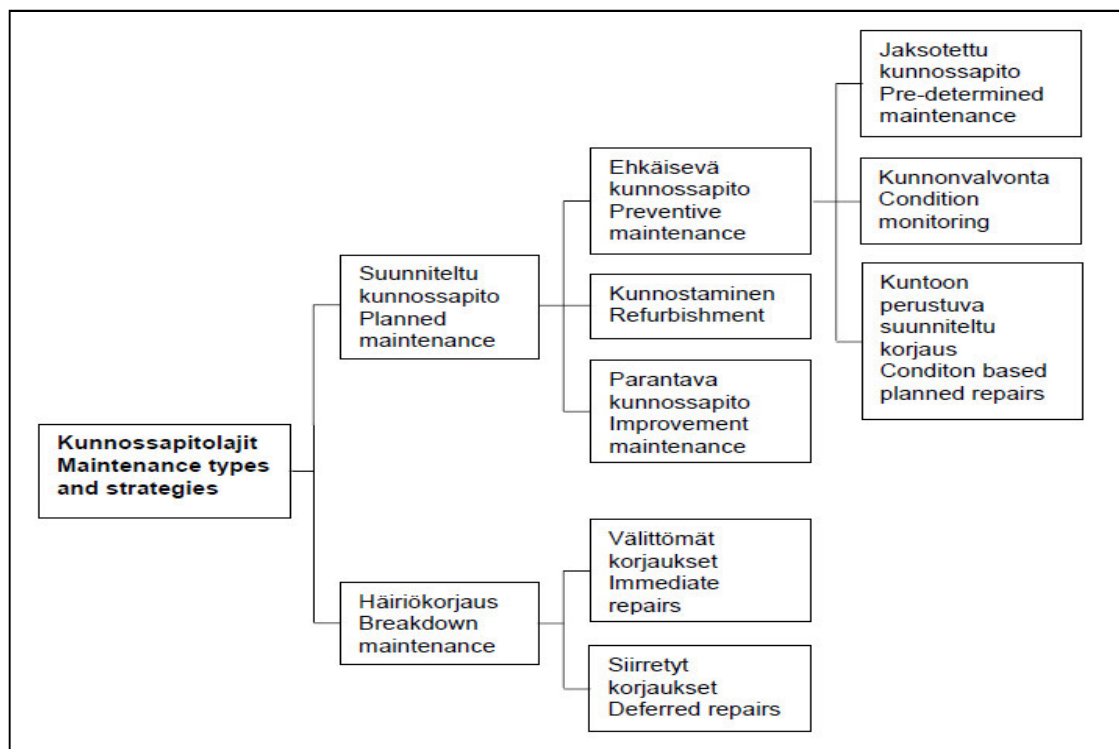 Kunnossapitolajit
Maintenance types
and strategies
Suunniteltu
kunnossapito
Planned
maintenance
Ehkäisevä
kunnossapito
Preventive
maintenance
Jaksotettu
kunnossapito
Pre-determined
maintenance
Kunnonvalvonta
Condition
monitoring
Kuntoon
perustuva
suunniteltu
korjaus
Conditon based
planned repairs
Kunnostaminen
Refurbishment
Parantava
kunnossapito
Improvement
maintenance
Häiriökorjaus
Breakdown
maintenance
Välittömät
korjaukset
Immediate
repairs
Siirretyt
korjaukset
Deferred repairs